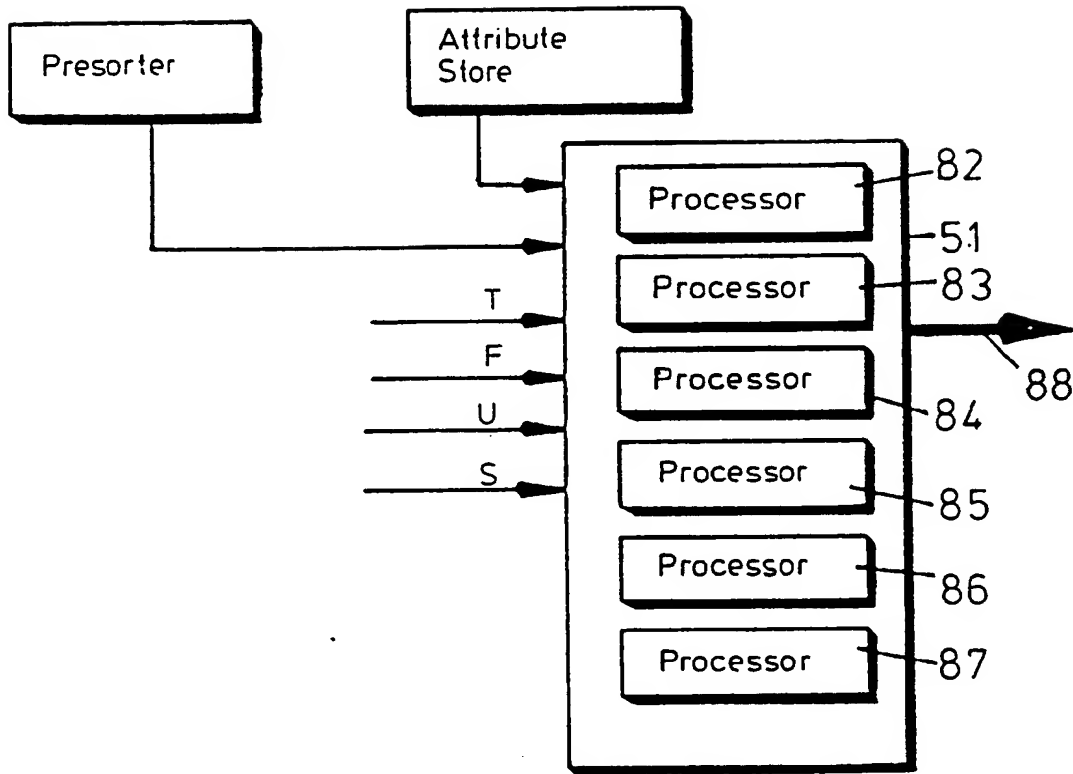 Presorter
Attribute
Store
Processor
82
51
Processor
83
T
F
88
Processor
U
84
S
Processor
85
Processor
86
Processor
87